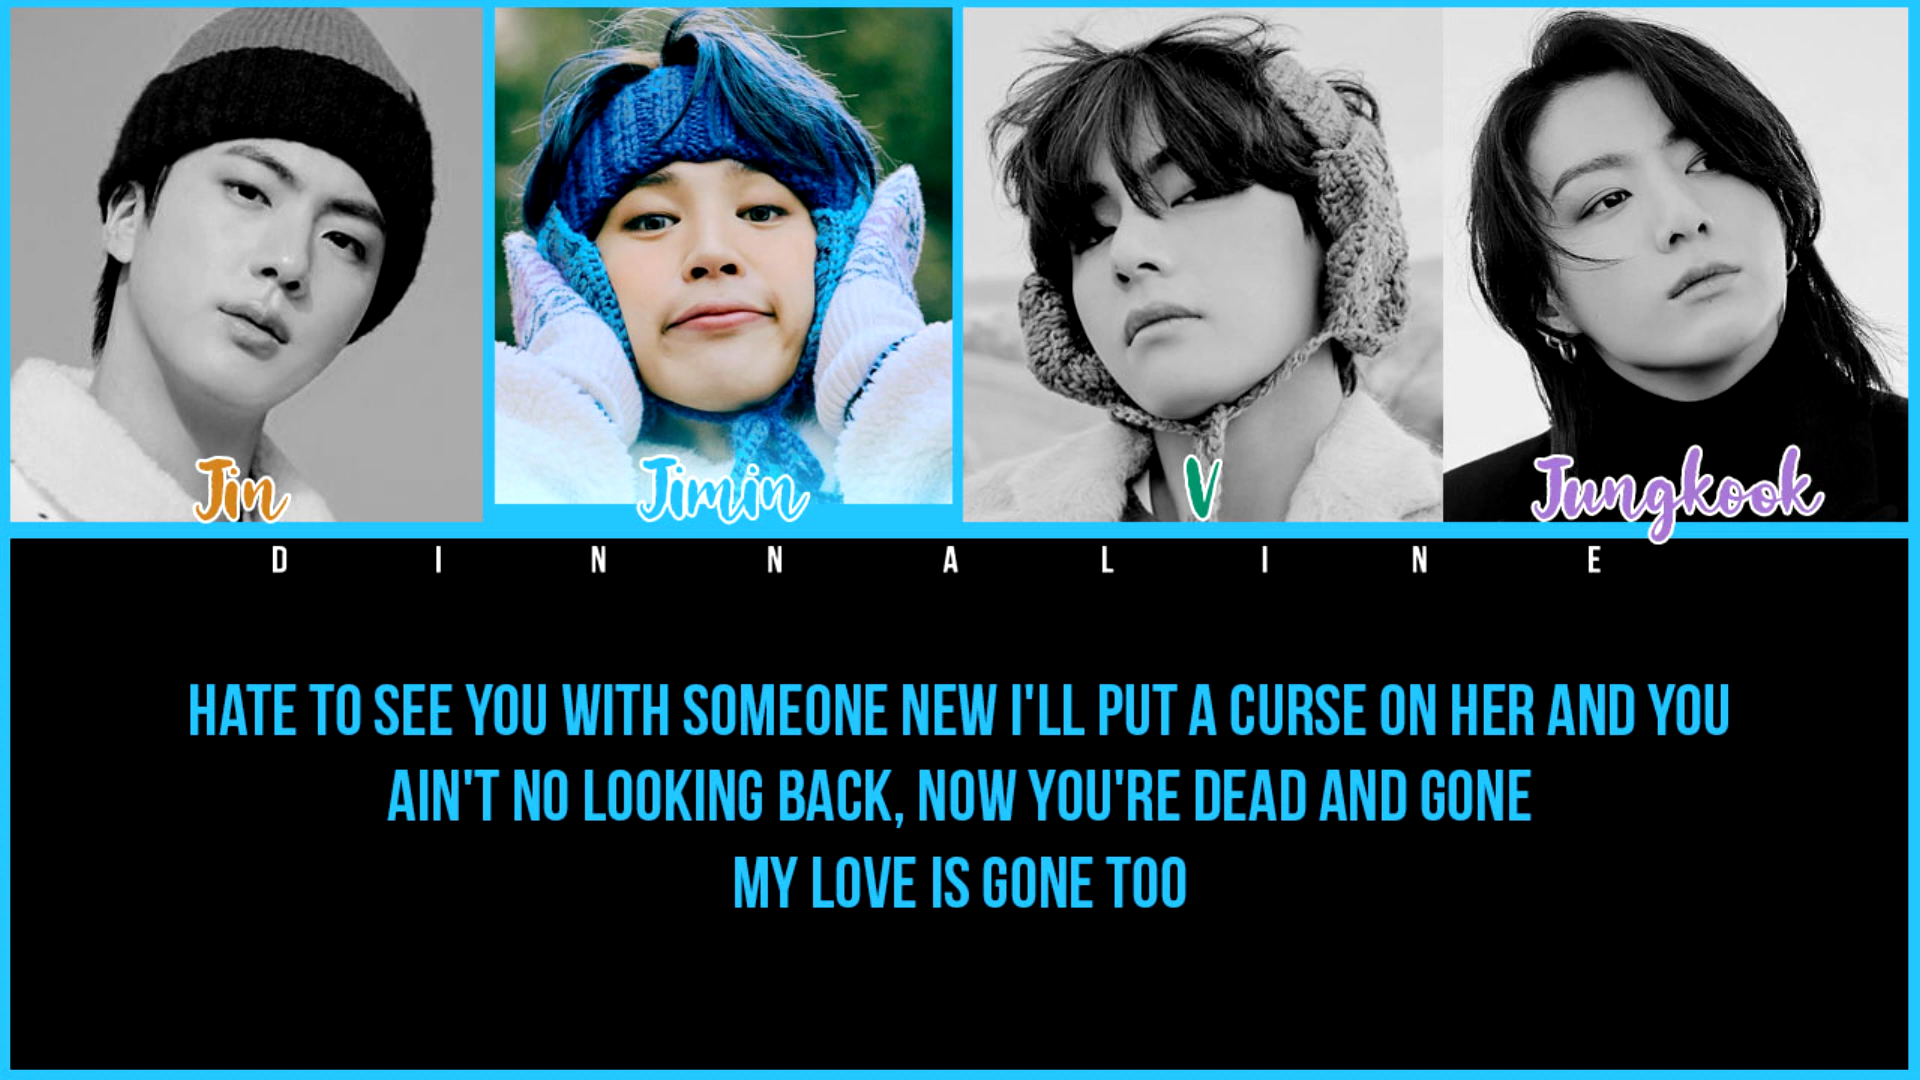 Jin
Jimin
V
Jungkook
D I N N A L I N E
HATE TO SEE YOU WITH SOMEONE NEW I'LL PUT A CURSE ON HER AND YOU
AIN'T NO LOOKING BACK, NOW YOU'RE DEAD AND GONE
MY LOVE IS GONE TOO